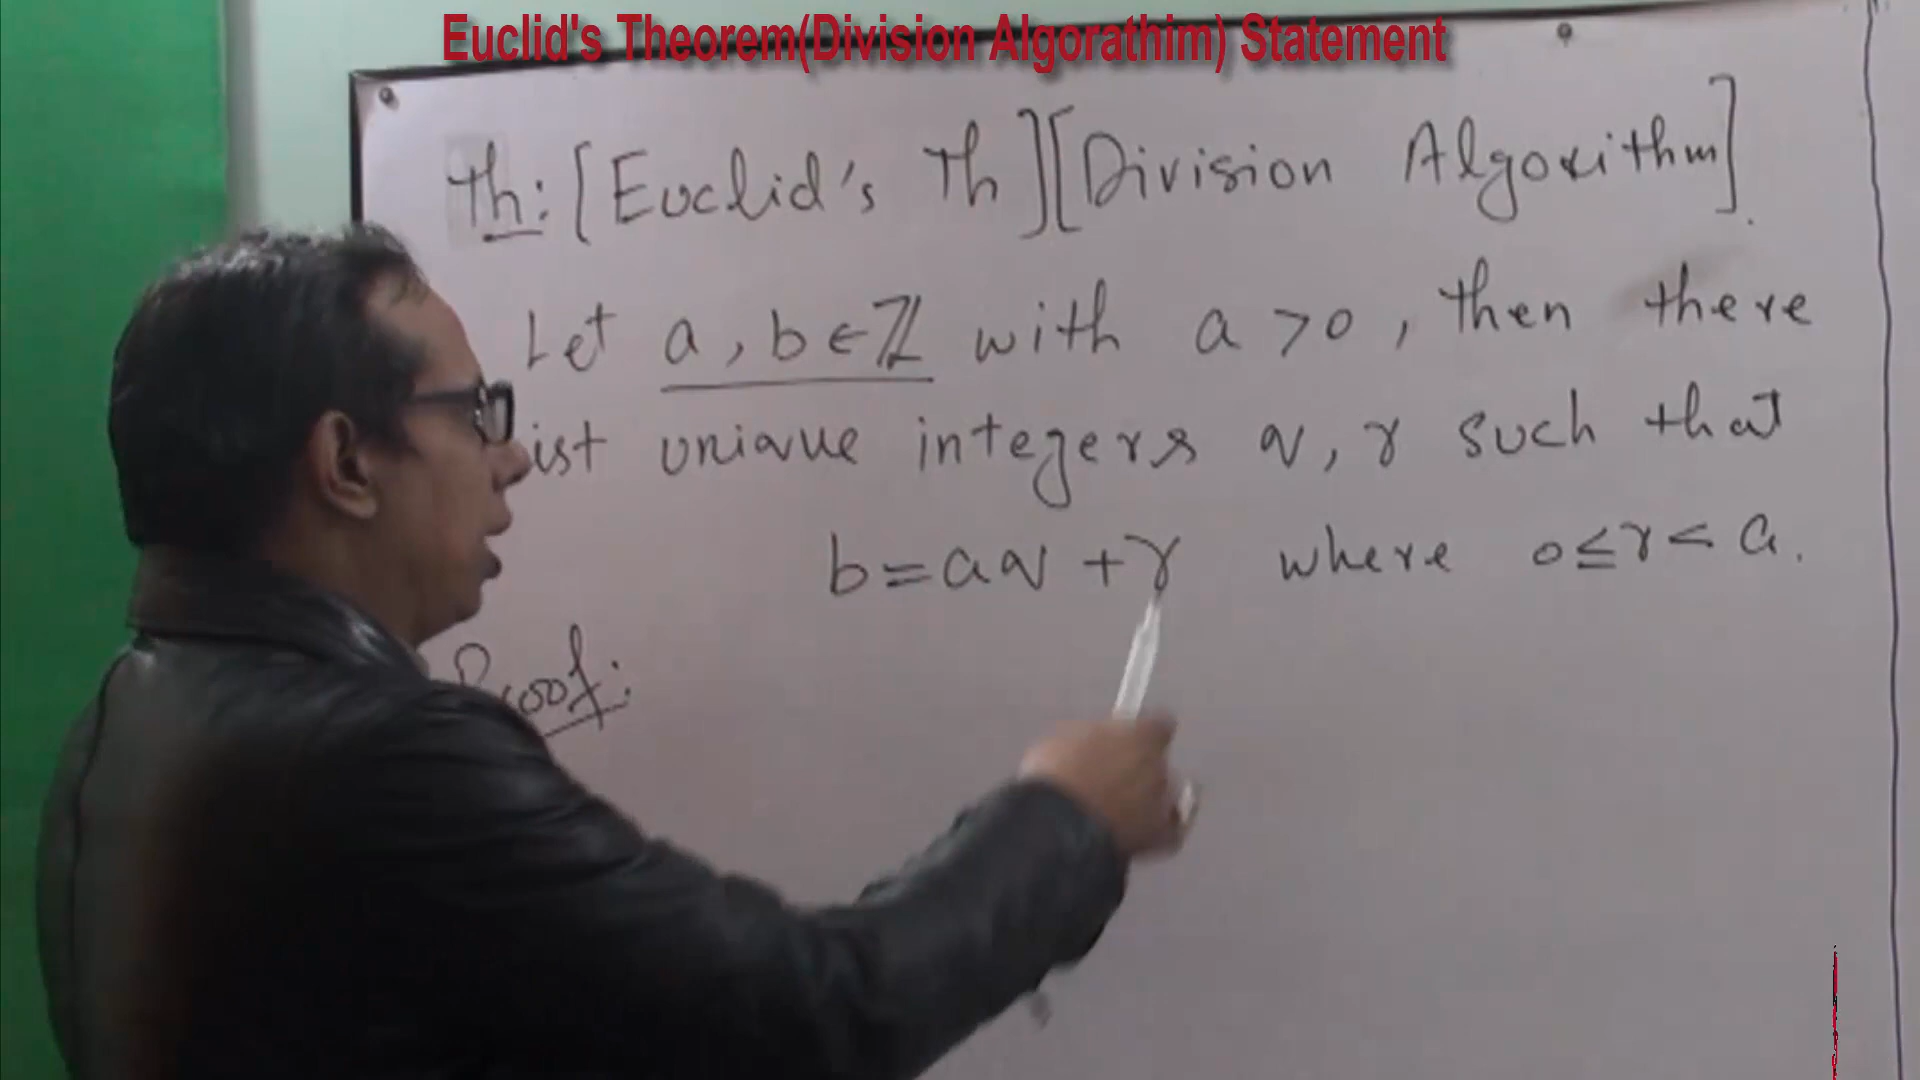 Euclid's Theorem(Division Algorathim) Statement
Th: [Euclid's Th][Division Algorithm].
Let a, b ∈ ℤ with a > 0, then there
ist unique integers q, r such that
b = aq + r where 0 ≤ r < a.
Proof: